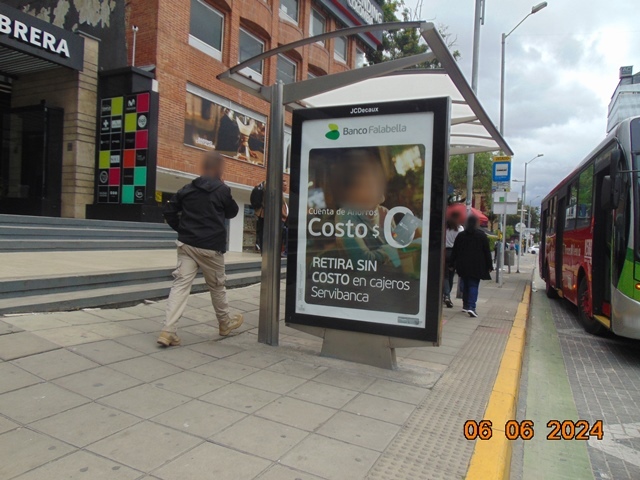 BRERA
JCDecaux
Banco Falabella
Cuenta de Ahorros
Costo $0
RETIRA SIN
COSTO en cajeros
Servibanca
06 06 2024